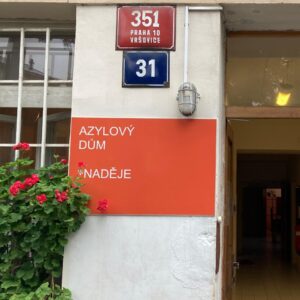 351
PRAHA 10
VRŠOVICE
31
AZYLOVÝ
DŮM
NADĚJE